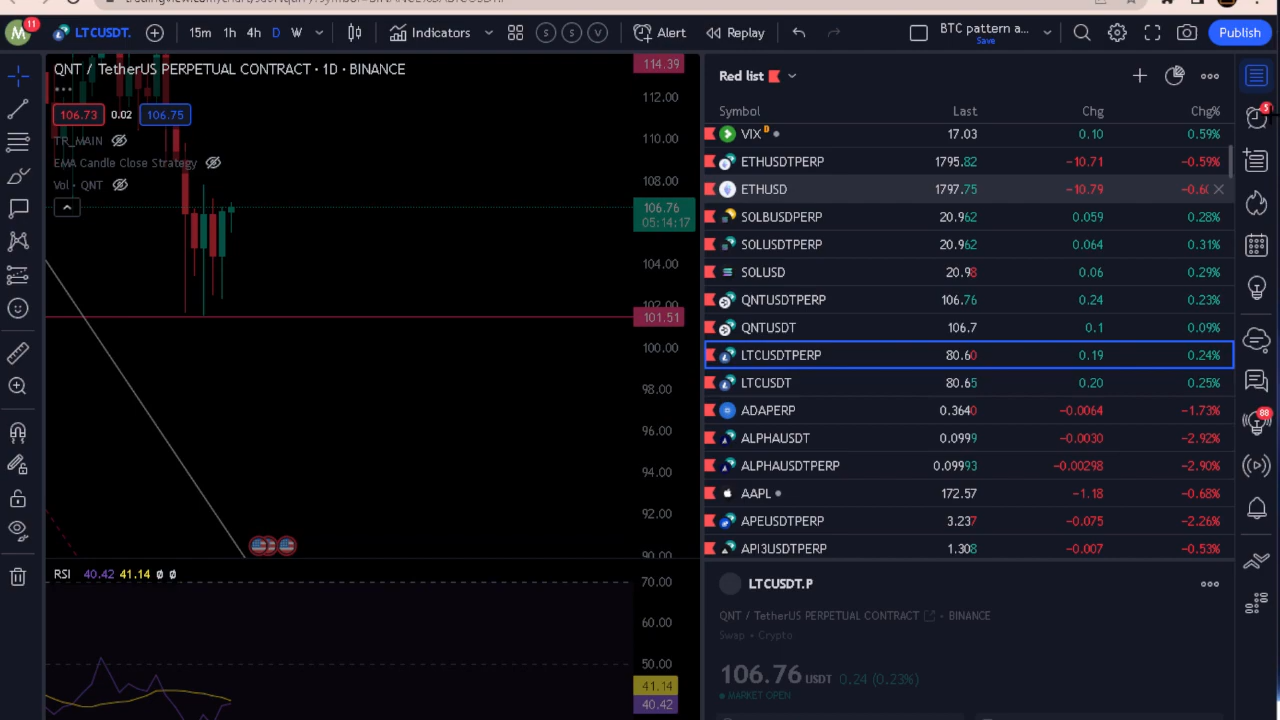 M 11 LTCUSDT. 15m 1h 4h D W Indicators S S V Alert Replay BTC pattern a... Save Publish
QNT / TetherUS PERPETUAL CONTRACT · 1D · BINANCE
106.73 0.02 106.75
TR_MAIN
EMA Candle Close Strategy
Vol · QNT
114.39
112.00
110.00
108.00
106.76
05:14:17
104.00
102.00
101.51
100.00
98.00
96.00
94.00
92.00
90.00
RSI 40.42 41.14 Ø Ø
70.00
60.00
50.00
41.14
40.42
Red list
Symbol Last Chg Chg%
VIX D 17.03 0.10 0.59%
ETHUSDTPERP 1795.82 −10.71 −0.59%
ETHUSD 1797.75 −10.79 −0.60
SOLBUSDPERP 20.962 0.059 0.28%
SOLUSDTPERP 20.962 0.064 0.31%
SOLUSD 20.98 0.06 0.29%
QNTUSDTPERP 106.76 0.24 0.23%
QNTUSDT 106.7 0.1 0.09%
LTCUSDTPERP 80.60 0.19 0.24%
LTCUSDT 80.65 0.20 0.25%
ADAPERP 0.3640 −0.0064 −1.73%
ALPHAUSDT 0.0999 −0.0030 −2.92%
ALPHAUSDTPERP 0.09993 −0.00298 −2.90%
AAPL 172.57 −1.18 −0.68%
APEUSDTPERP 3.237 −0.075 −2.26%
API3USDTPERP 1.308 −0.007 −0.53%
LTCUSDT.P
QNT / TetherUS PERPETUAL CONTRACT · BINANCE
Swap · Crypto
106.76 USDT 0.24 (0.23%)
MARKET OPEN
5
88